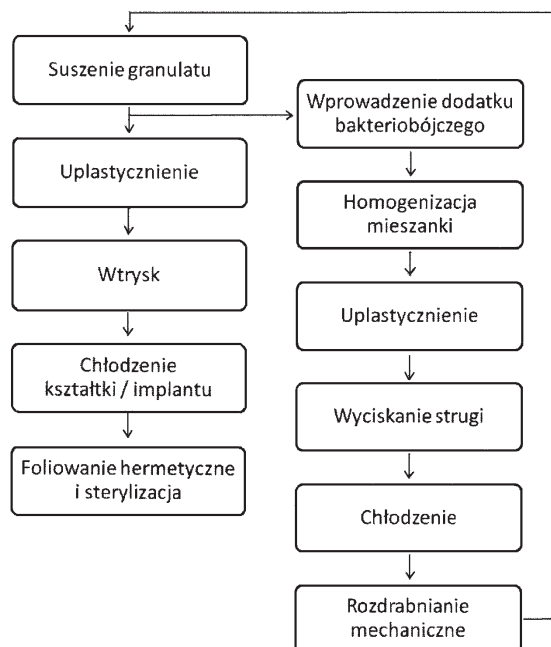 Suszenie granulatu
Uplastycznienie
Wtrysk
Chłodzenie
kształtki / implantu
Foliowanie hermetyczne
i sterylizacja
Wprowadzenie dodatku
bakteriobójczego
Homogenizacja
mieszanki
Uplastycznienie
Wyciskanie strugi
Chłodzenie
Rozdrabnianie
mechaniczne